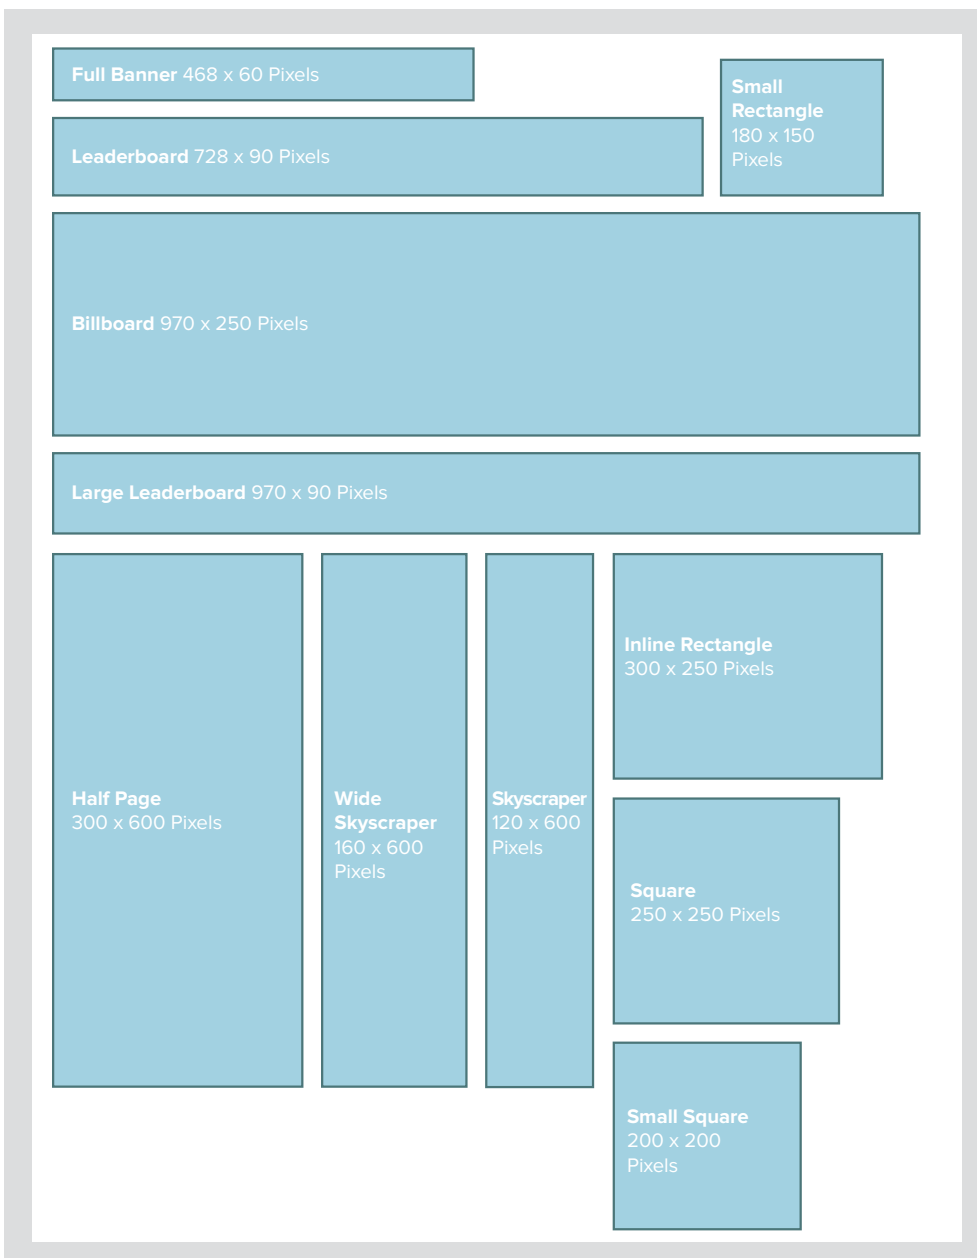 Full Banner 468 x 60 Pixels
Small
Rectangle
180 x 150
Pixels
Leaderboard 728 x 90 Pixels
Billboard 970 x 250 Pixels
Large Leaderboard 970 x 90 Pixels
Half Page
300 x 600 Pixels
Wide
Skyscraper
160 x 600
Pixels
Skyscraper
120 x 600
Pixels
Inline Rectangle
300 x 250 Pixels
Square
250 x 250 Pixels
Small Square
200 x 200
Pixels